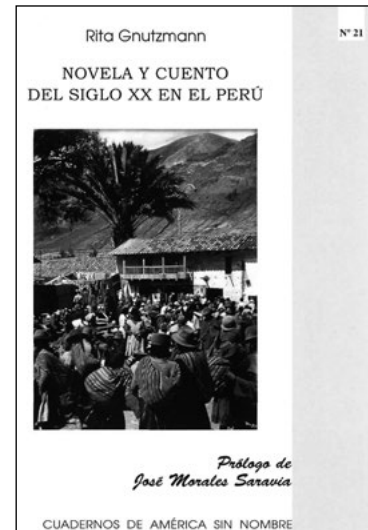 Rita Gnutzmann
Nº 21
NOVELA Y CUENTO
DEL SIGLO XX EN EL PERÚ
Prólogo de
José Morales Saravia
CUADERNOS DE AMÉRICA SIN NOMBRE